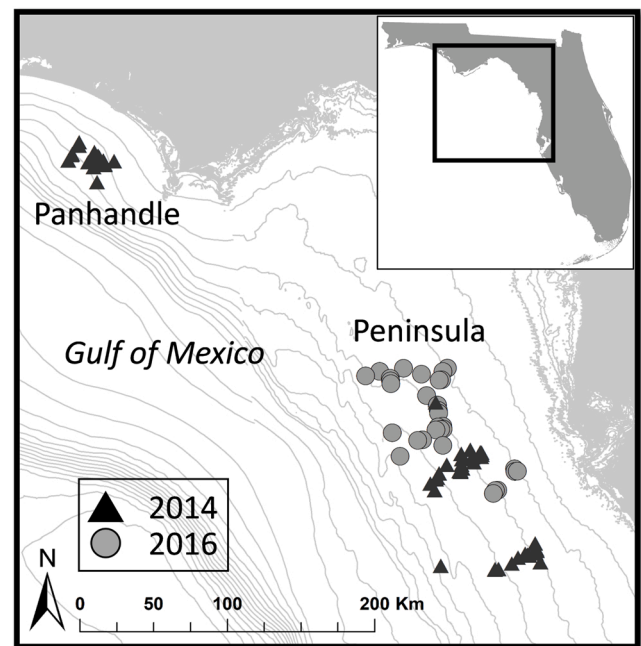 Panhandle
Peninsula
Gulf of Mexico
2014
2016
N
0 50 100 200 Km